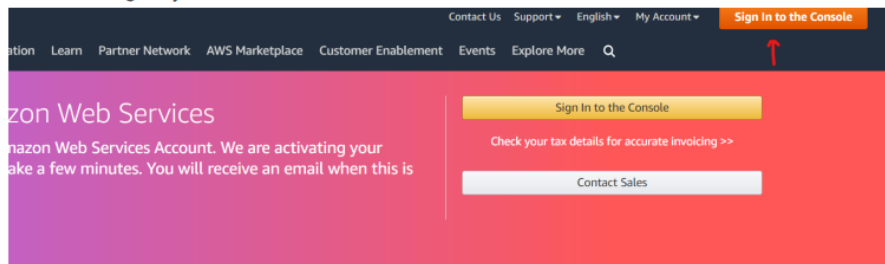 Contact Us Support English My Account Sign In to the Console
Learn Partner Network AWS Marketplace Customer Enablement Events Explore More
zon Web Services
Sign In to the Console
mazon Web Services Account. We are activating your
ake a few minutes. You will receive an email when this is
Check your tax details for accurate invoicing >>
Contact Sales